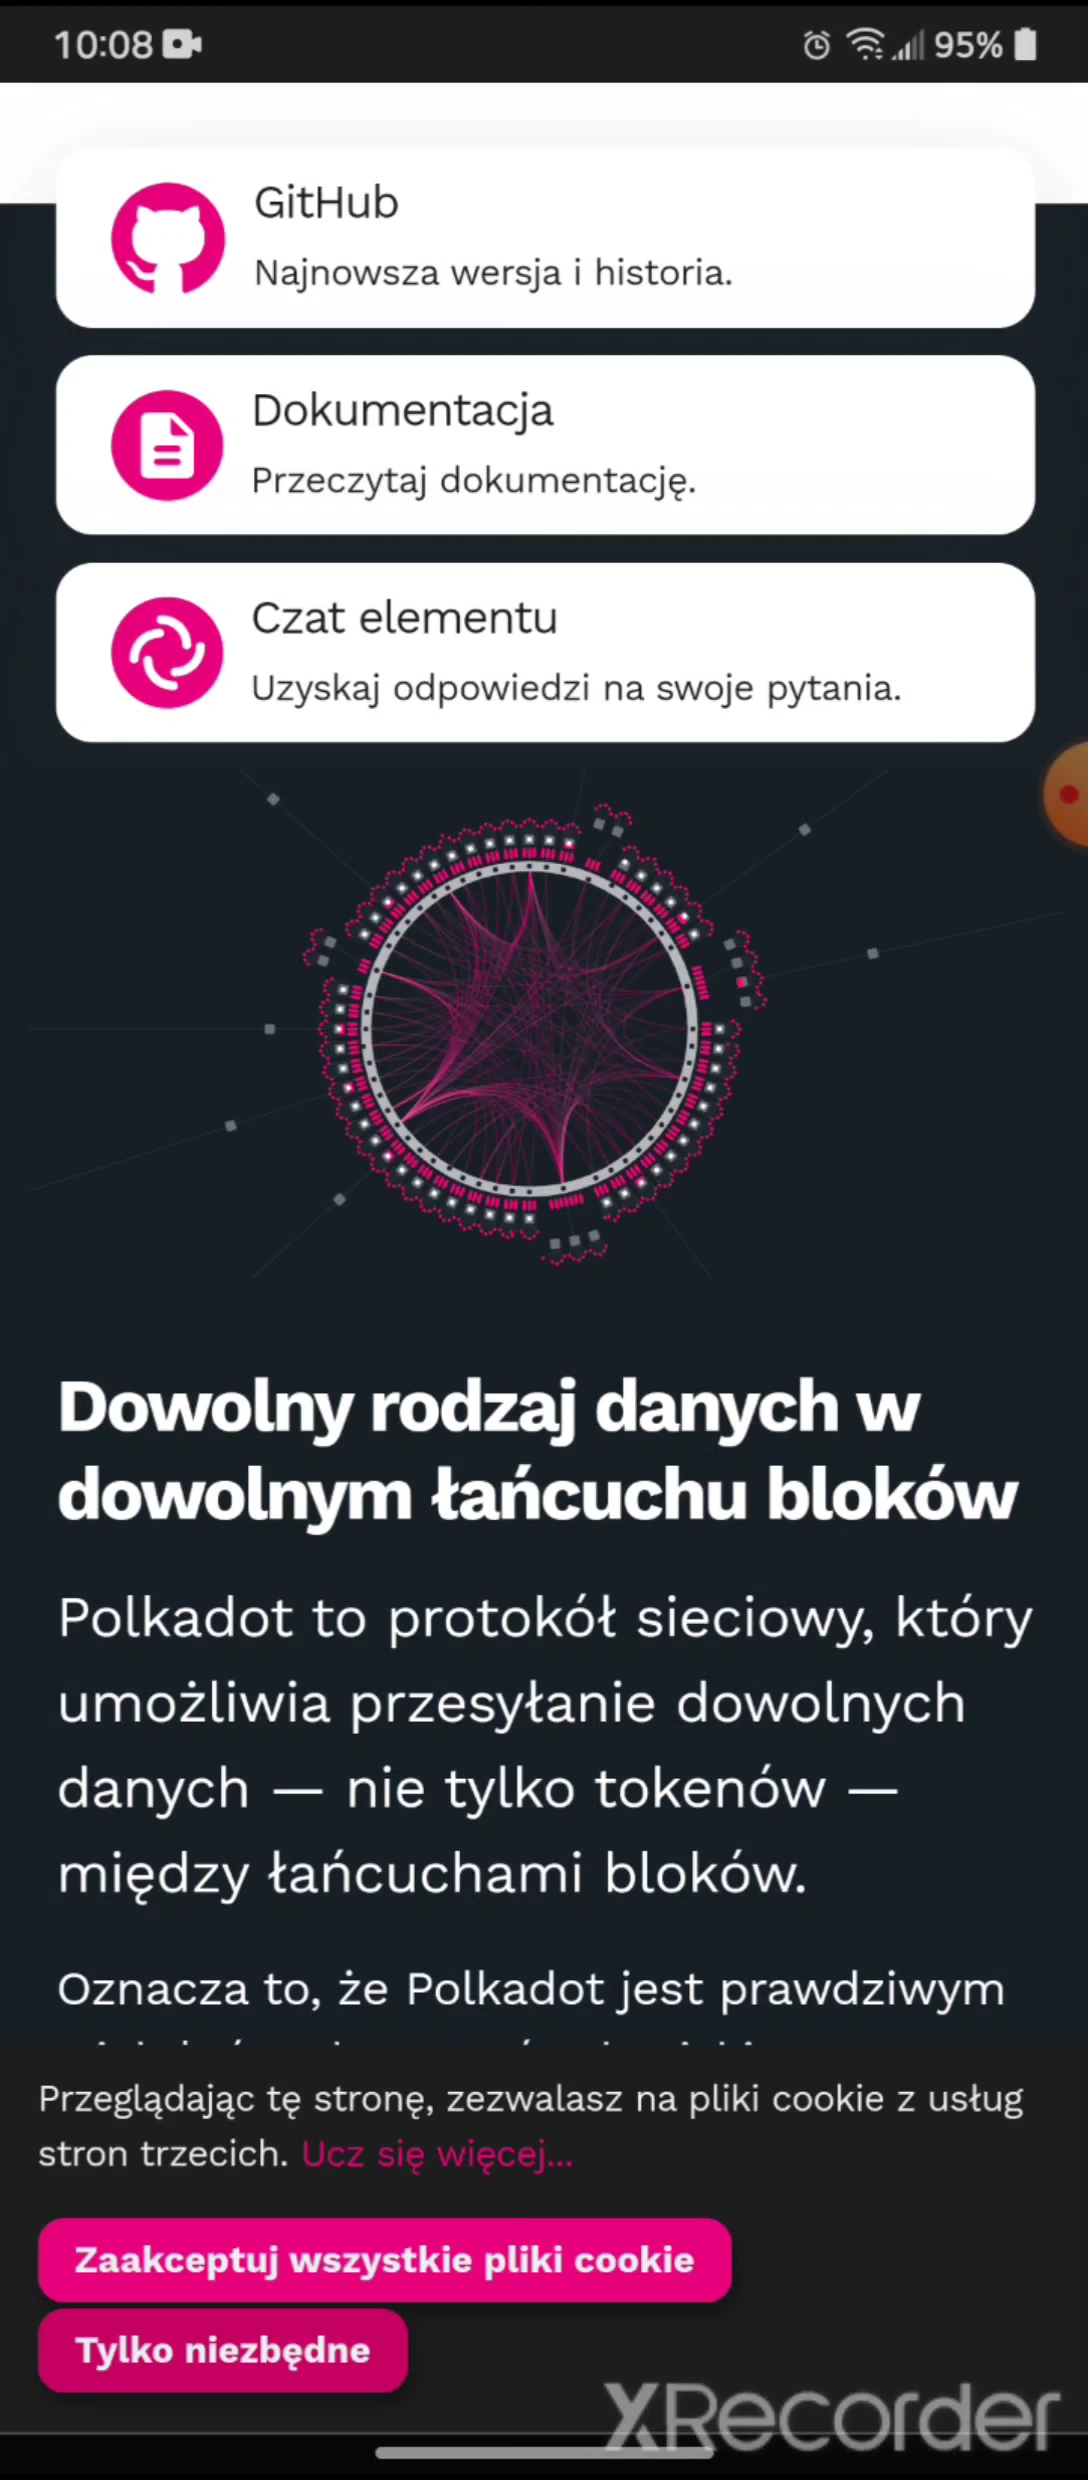 10:08
95%
GitHub
Najnowsza wersja i historia.
Dokumentacja
Przeczytaj dokumentację.
Czat elementu
Uzyskaj odpowiedzi na swoje pytania.
Dowolny rodzaj danych w
dowolnym łańcuchu bloków
Polkadot to protokół sieciowy, który
umożliwia przesyłanie dowolnych
danych — nie tylko tokenów —
między łańcuchami bloków.
Oznacza to, że Polkadot jest prawdziwym
Przeglądając tę stronę, zezwalasz na pliki cookie z usług
stron trzecich. Ucz się więcej...
Zaakceptuj wszystkie pliki cookie
Tylko niezbędne
XRecorder